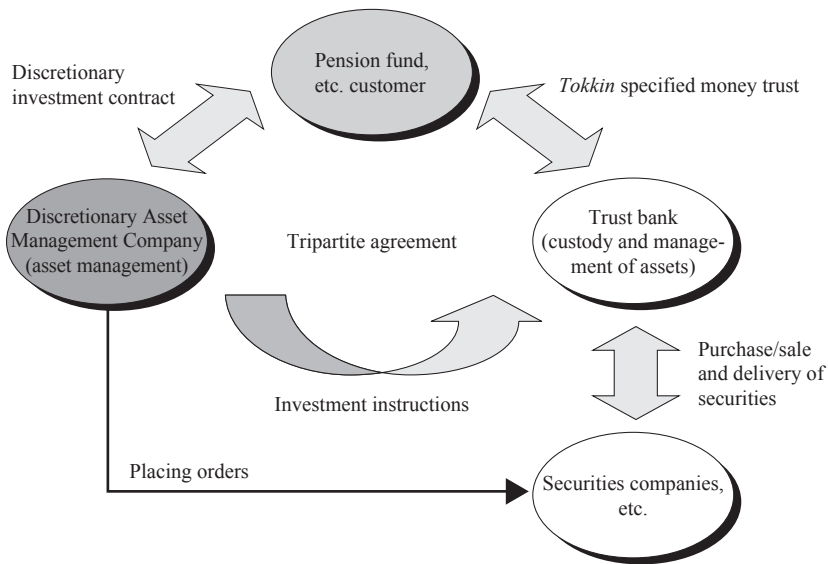 Pension fund,
etc. customer
Discretionary
investment contract
Tokkin specified money trust
Discretionary Asset
Management Company
(asset management)
Tripartite agreement
Trust bank
(custody and manage-
ment of assets)
Investment instructions
Purchase/sale
and delivery of
securities
Placing orders
Securities companies,
etc.